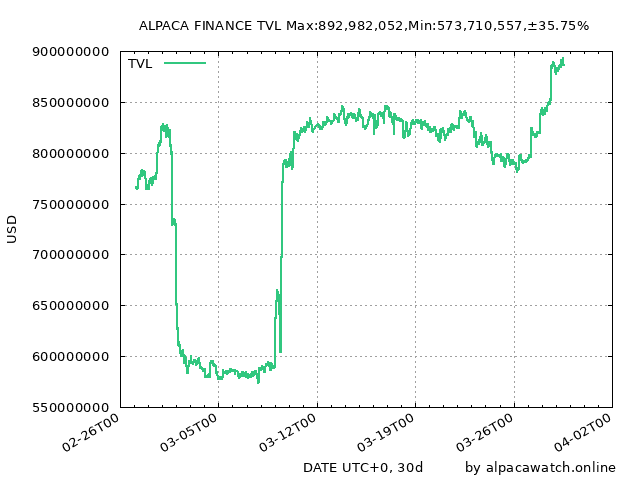 ALPACA FINANCE TVL Max:892,982,052,Min:573,710,557,±35.75%
900000000
TVL
850000000
800000000
750000000
USD
700000000
650000000
600000000
550000000
02-26T00 03-05T00 03-12T00 03-19T00 03-26T00 04-02T00
DATE UTC+0, 30d by alpacawatch.online